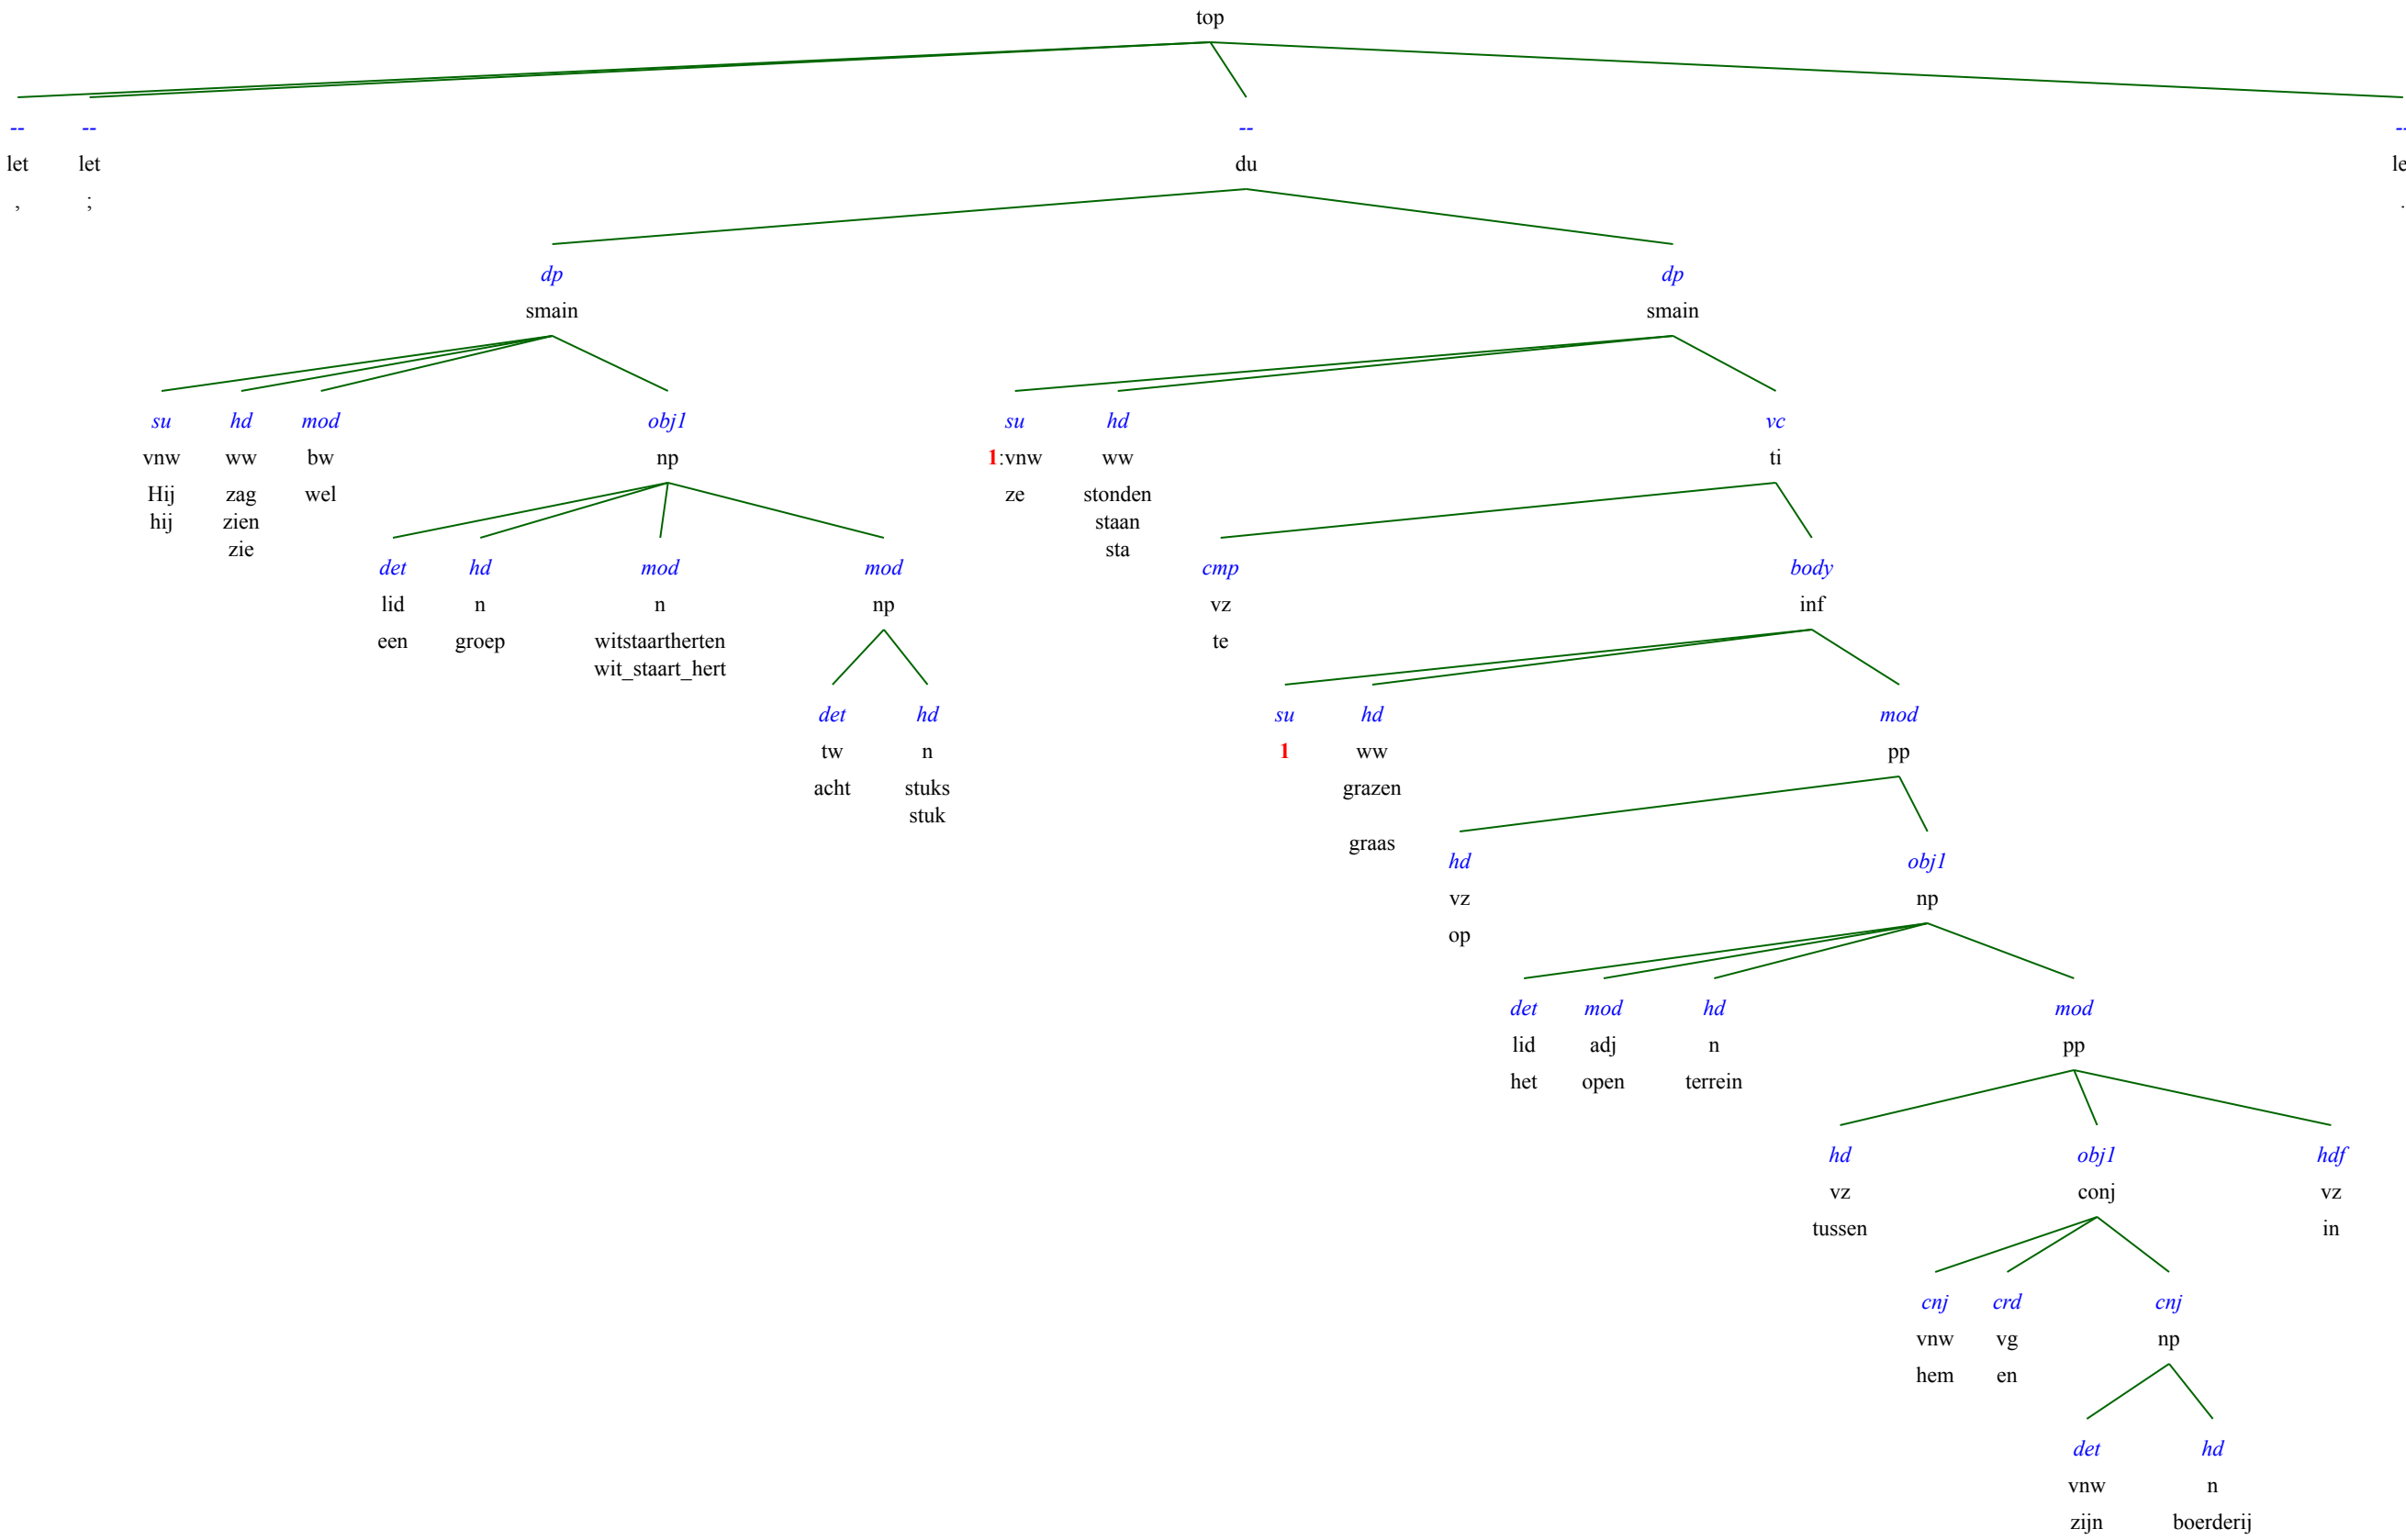 top
-- -- -- --
let let du le
, ; .
dp dp
smain smain
su hd mod obj1 su hd vc
vnw ww bw np 1:vnw ww ti
Hij zag wel ze stonden
hij zien staan
zie sta
det hd mod mod cmp body
lid n n np vz inf
een groep witstaartherten te
wit_staart_hert
det hd su hd mod
tw n 1 ww pp
acht stuks grazen
stuk
graas
hd obj1
vz np
op
det mod hd mod
lid adj n pp
het open terrein
hd obj1 hdf
vz conj vz
tussen in
cnj crd cnj
vnw vg np
hem en
det hd
vnw n
zijn boerderij